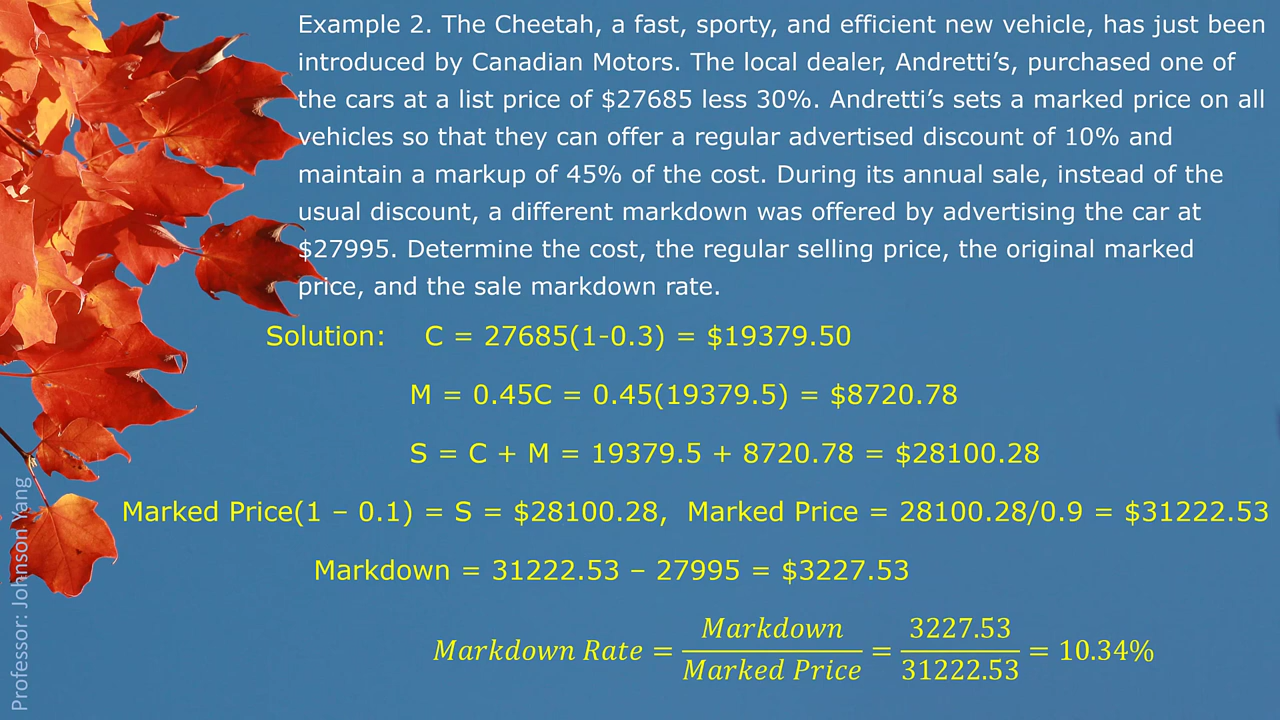 Example 2. The Cheetah, a fast, sporty, and efficient new vehicle, has just been
introduced by Canadian Motors. The local dealer, Andretti’s, purchased one of
the cars at a list price of $27685 less 30%. Andretti’s sets a marked price on all
vehicles so that they can offer a regular advertised discount of 10% and
maintain a markup of 45% of the cost. During its annual sale, instead of the
usual discount, a different markdown was offered by advertising the car at
$27995. Determine the cost, the regular selling price, the original marked
price, and the sale markdown rate.
Solution: C = 27685(1-0.3) = $19379.50
M = 0.45C = 0.45(19379.5) = $8720.78
S = C + M = 19379.5 + 8720.78 = $28100.28
Marked Price(1 – 0.1) = S = $28100.28, Marked Price = 28100.28/0.9 = $31222.53
Markdown = 31222.53 – 27995 = $3227.53
Markdown Rate = Markdown / Marked Price = 3227.53 / 31222.53 = 10.34%
Professor: Johnson Yang